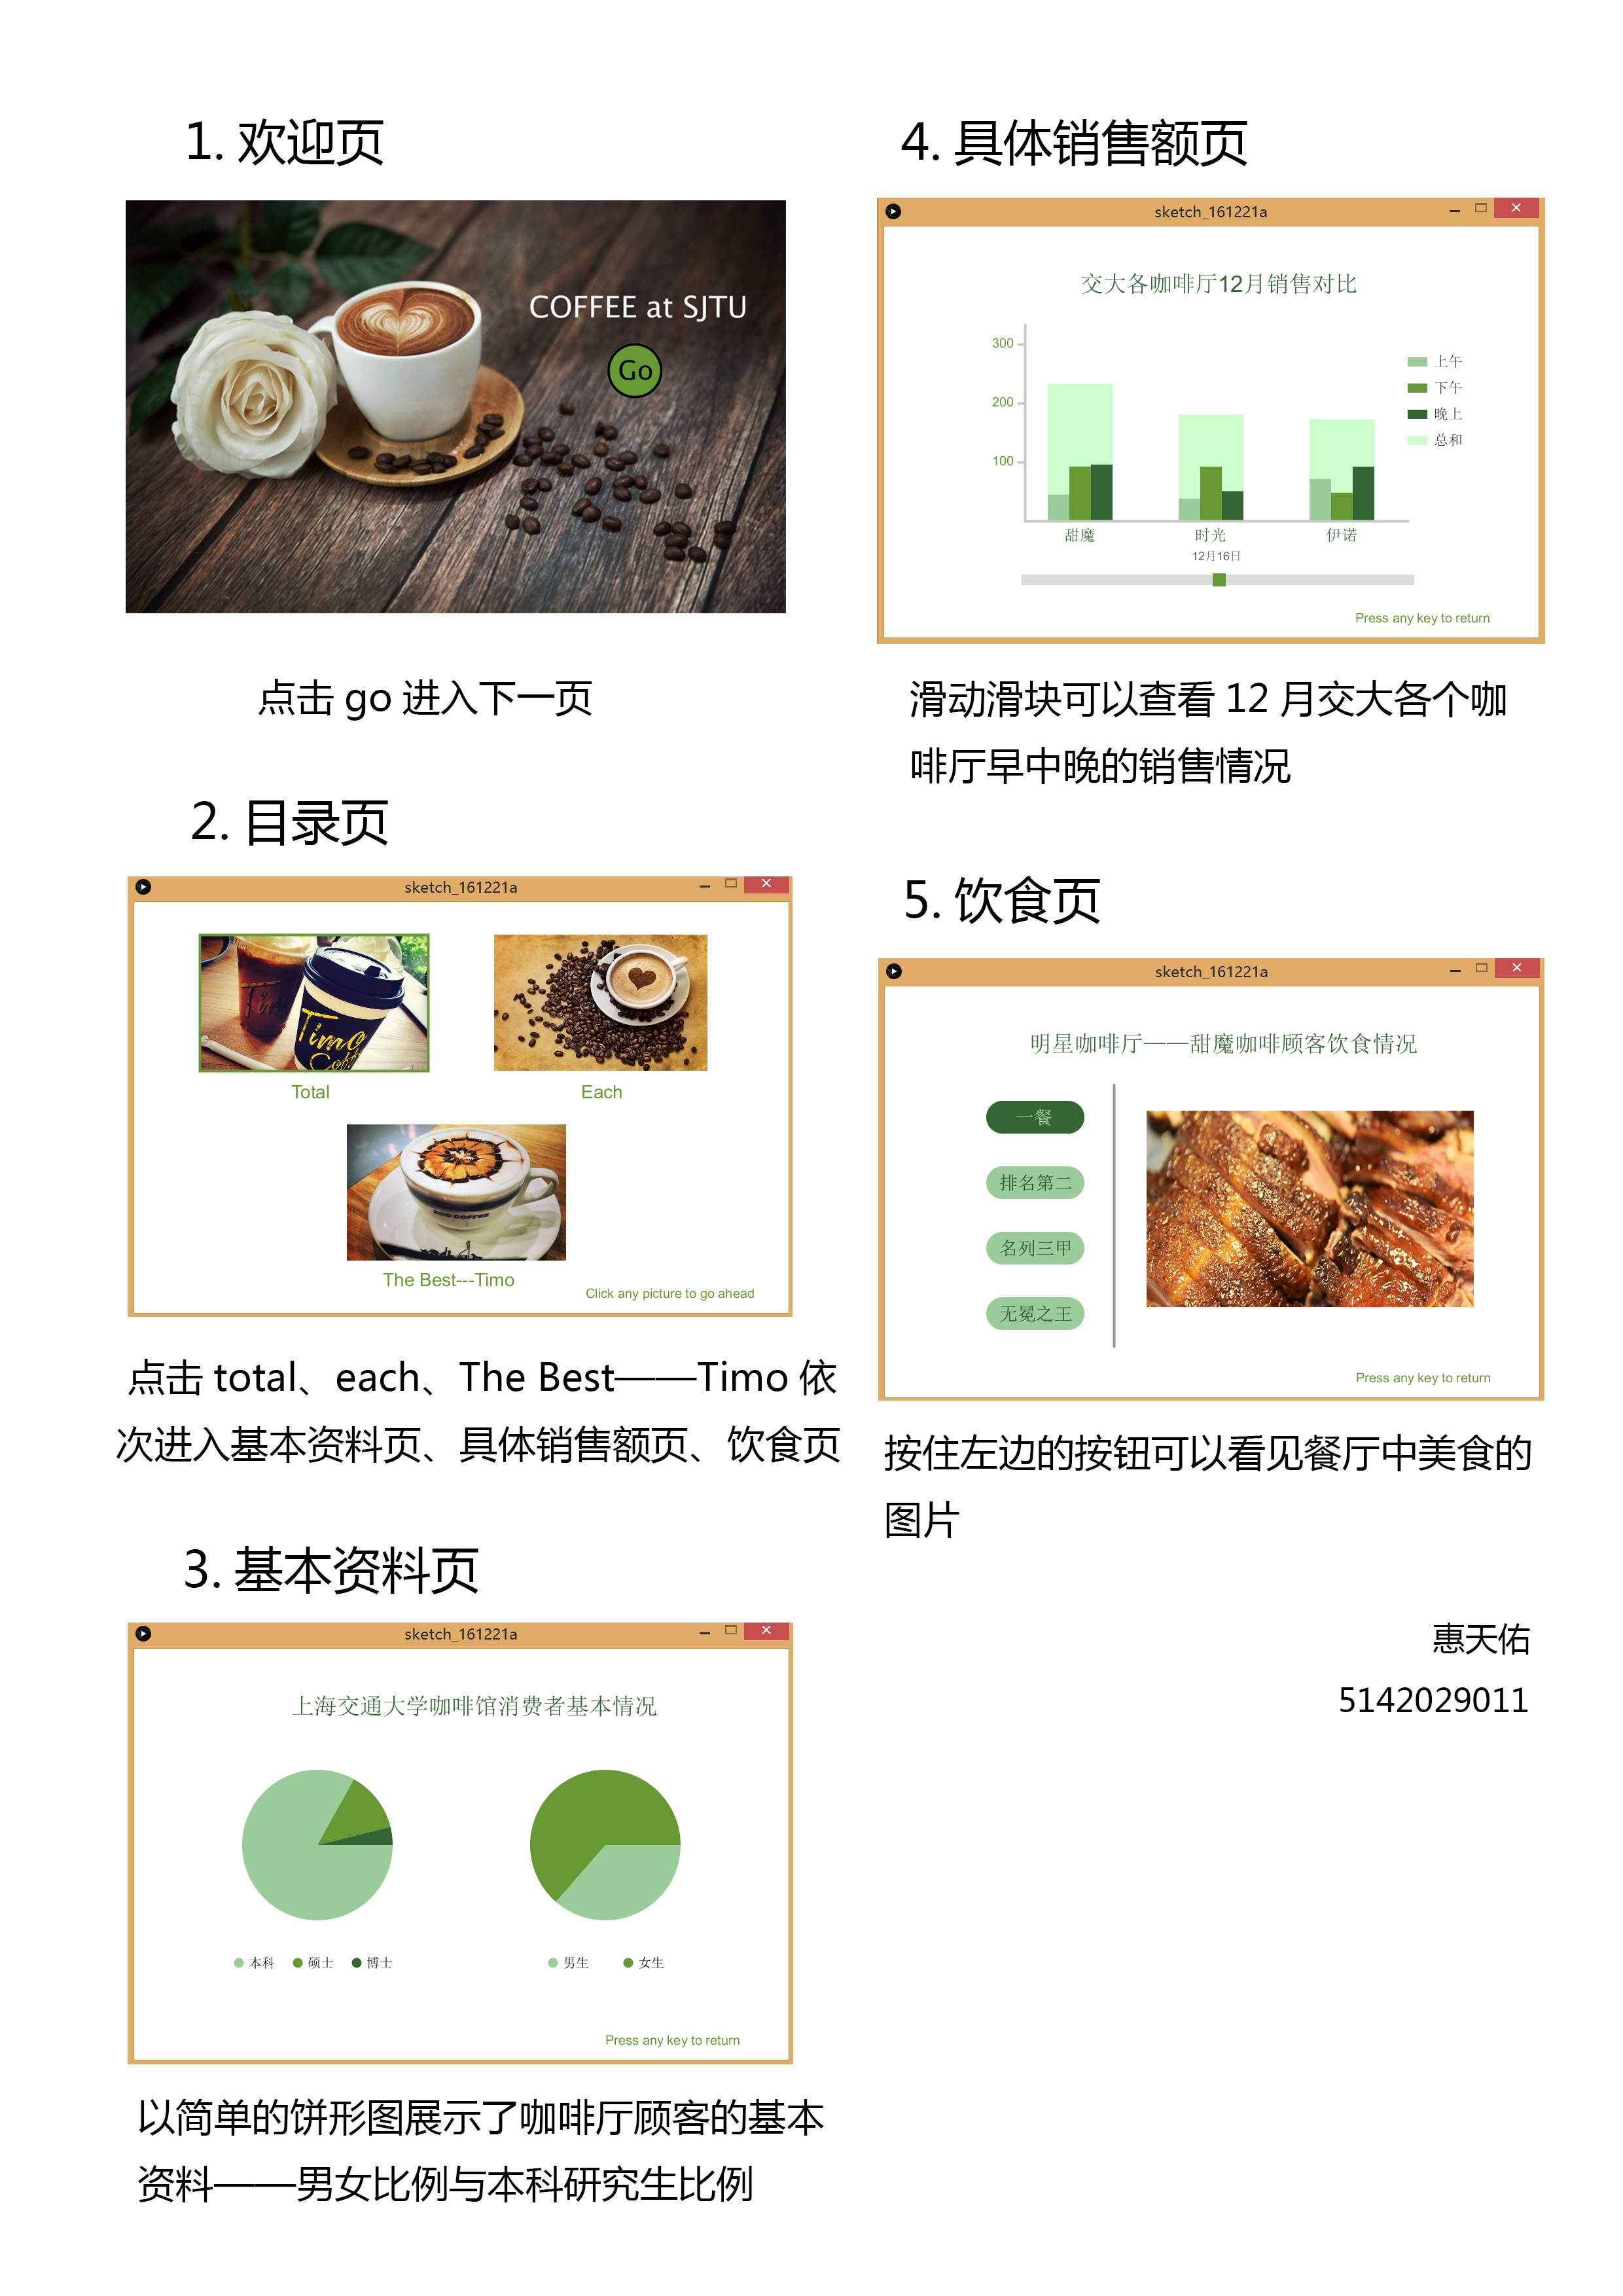 1. 欢迎页
COFFEE at SJTU
Go
点击 go 进入下一页
2. 目录页
sketch_161221a
Timo
Total
Each
The Best---Timo
Click any picture to go ahead
点击 total、each、The Best——Timo 依
次进入基本资料页、具体销售额页、饮食页
3. 基本资料页
sketch_161221a
上海交通大学咖啡馆消费者基本情况
本科 硕士 博士
男生 女生
Press any key to return
以简单的饼形图展示了咖啡厅顾客的基本
资料——男女比例与本科研究生比例
4. 具体销售额页
sketch_161221a
交大各咖啡厅12月销售对比
300
200
100
上午
下午
晚上
总和
甜魔 时光 伊诺
12月16日
Press any key to return
滑动滑块可以查看 12 月交大各个咖
啡厅早中晚的销售情况
5. 饮食页
sketch_161221a
明星咖啡厅——甜魔咖啡顾客饮食情况
一餐
排名第二
名列三甲
无冕之王
Press any key to return
按住左边的按钮可以看见餐厅中美食的
图片
惠天佑
5142029011